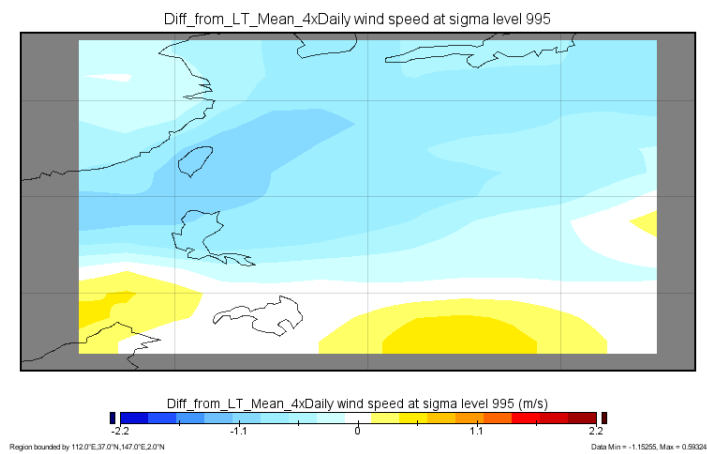 Diff_from_LT_Mean_4xDaily wind speed at sigma level 995
Diff_from_LT_Mean_4xDaily wind speed at sigma level 995 (m/s)
-2.2 -1.1 0 1.1 2.2
Region bounded by 112.0°E,37.0°N,147.0°E,2.0°N
Data Min = -1.15255, Max = 0.59324